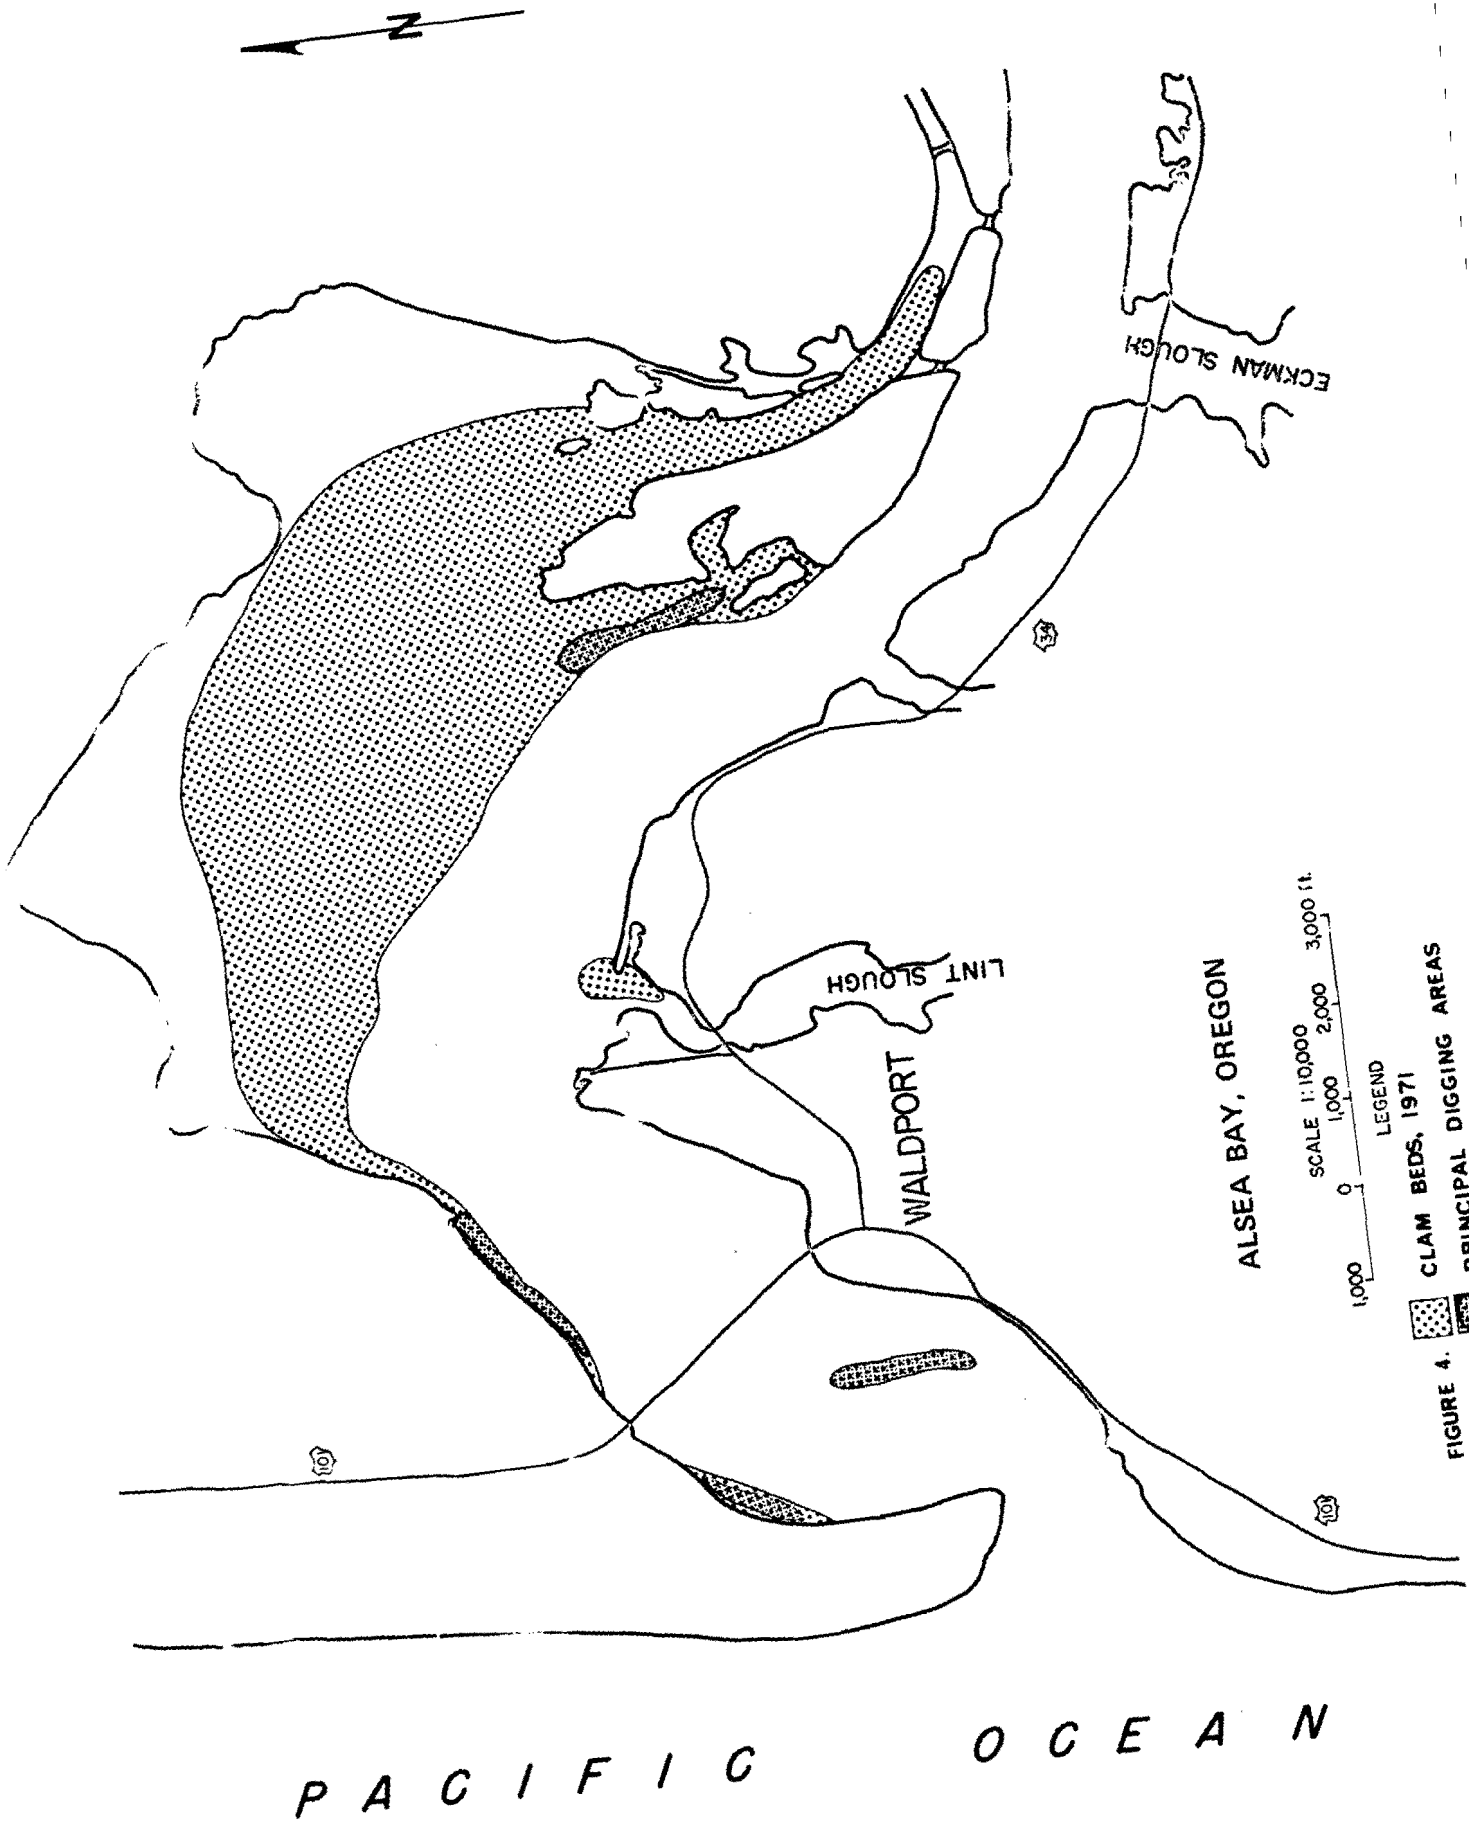 N
ECKMAN SLOUGH
34
LINT SLOUGH
WALDPORT
101
101
PACIFIC OCEAN
ALSEA BAY, OREGON
SCALE 1:10,000
1,000 0 1,000 2,000 3,000 ft.
LEGEND
CLAM BEDS, 1971
FIGURE 4. PRINCIPAL DIGGING AREAS